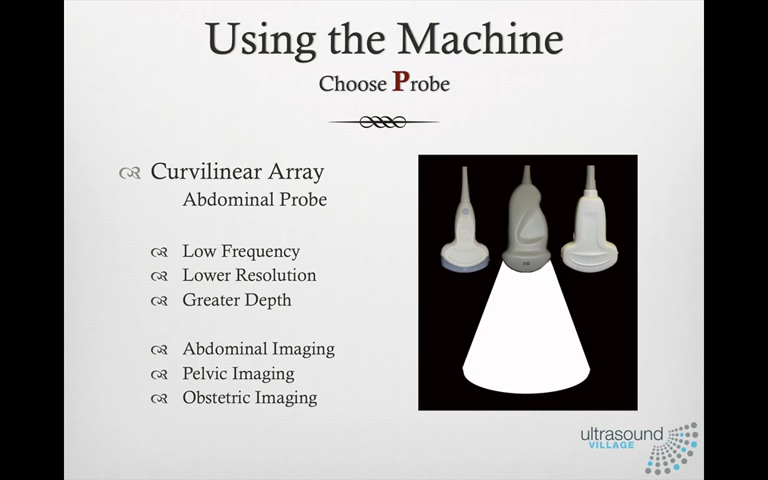 Using the Machine
Choose Probe
Curvilinear Array
Abdominal Probe
Low Frequency
Lower Resolution
Greater Depth
Abdominal Imaging
Pelvic Imaging
Obstetric Imaging
ultrasound
VILLAGE